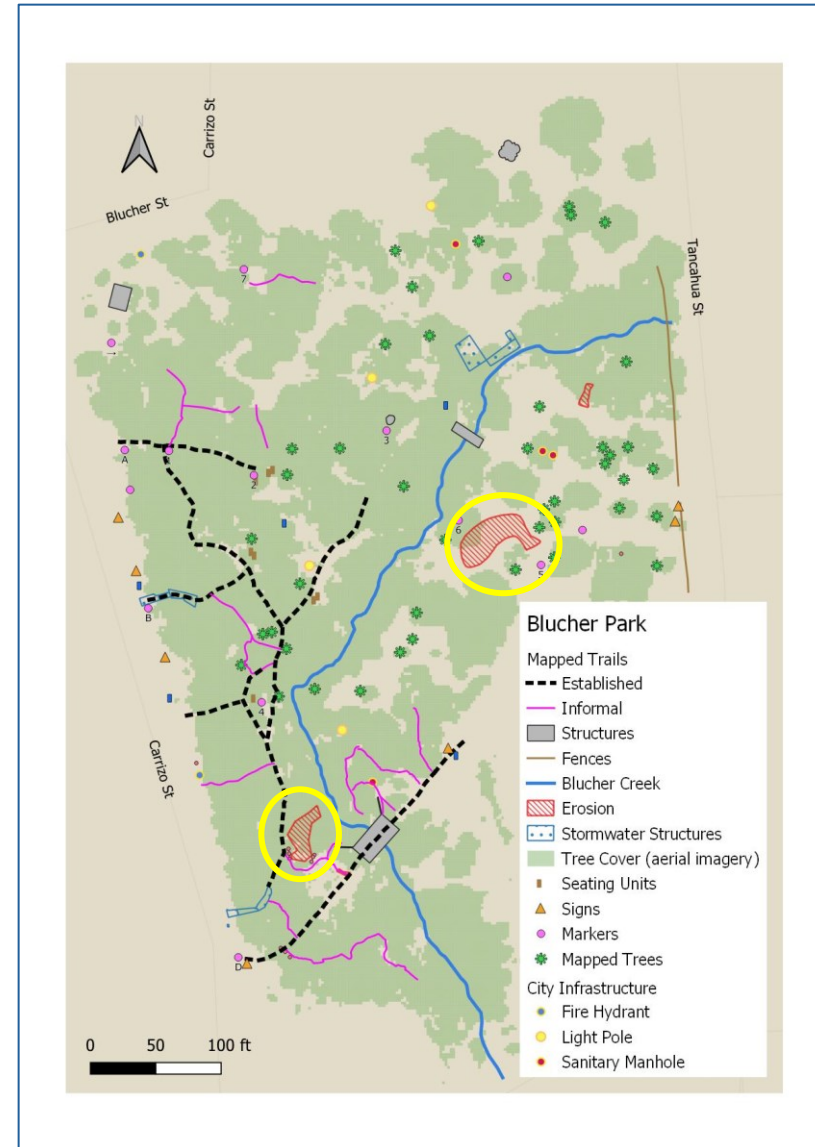 N
Carrizo St
Blucher St
Tancahua St
7
→
A
3
2
6
5
B
4
Carrizo St
D
0 50 100 ft
Blucher Park
Mapped Trails
Established
Informal
Structures
Fences
Blucher Creek
Erosion
Stormwater Structures
Tree Cover (aerial imagery)
Seating Units
Signs
Markers
Mapped Trees
City Infrastructure
Fire Hydrant
Light Pole
Sanitary Manhole